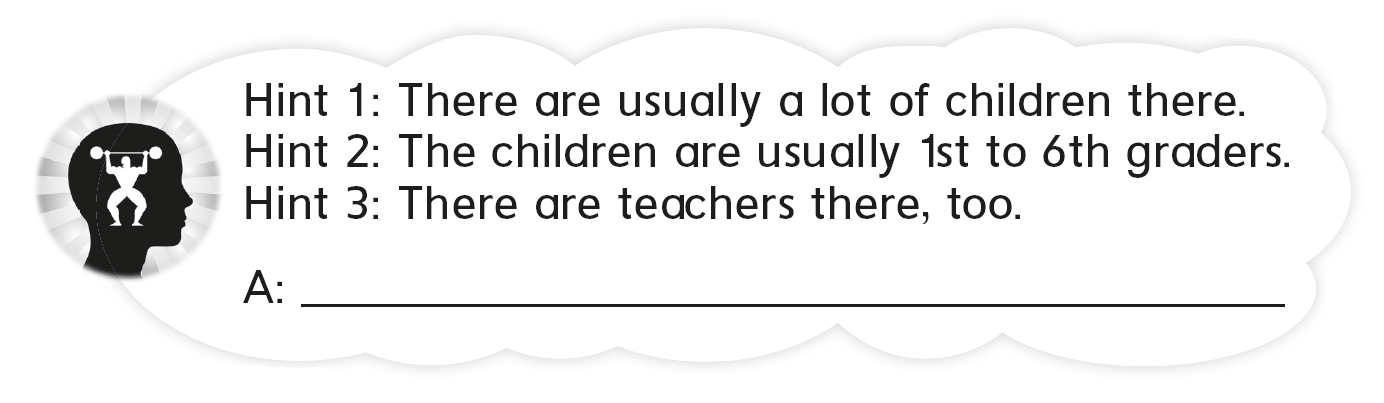 Hint 1: There are usually a lot of children there.
Hint 2: The children are usually 1st to 6th graders.
Hint 3: There are teachers there, too.
A: